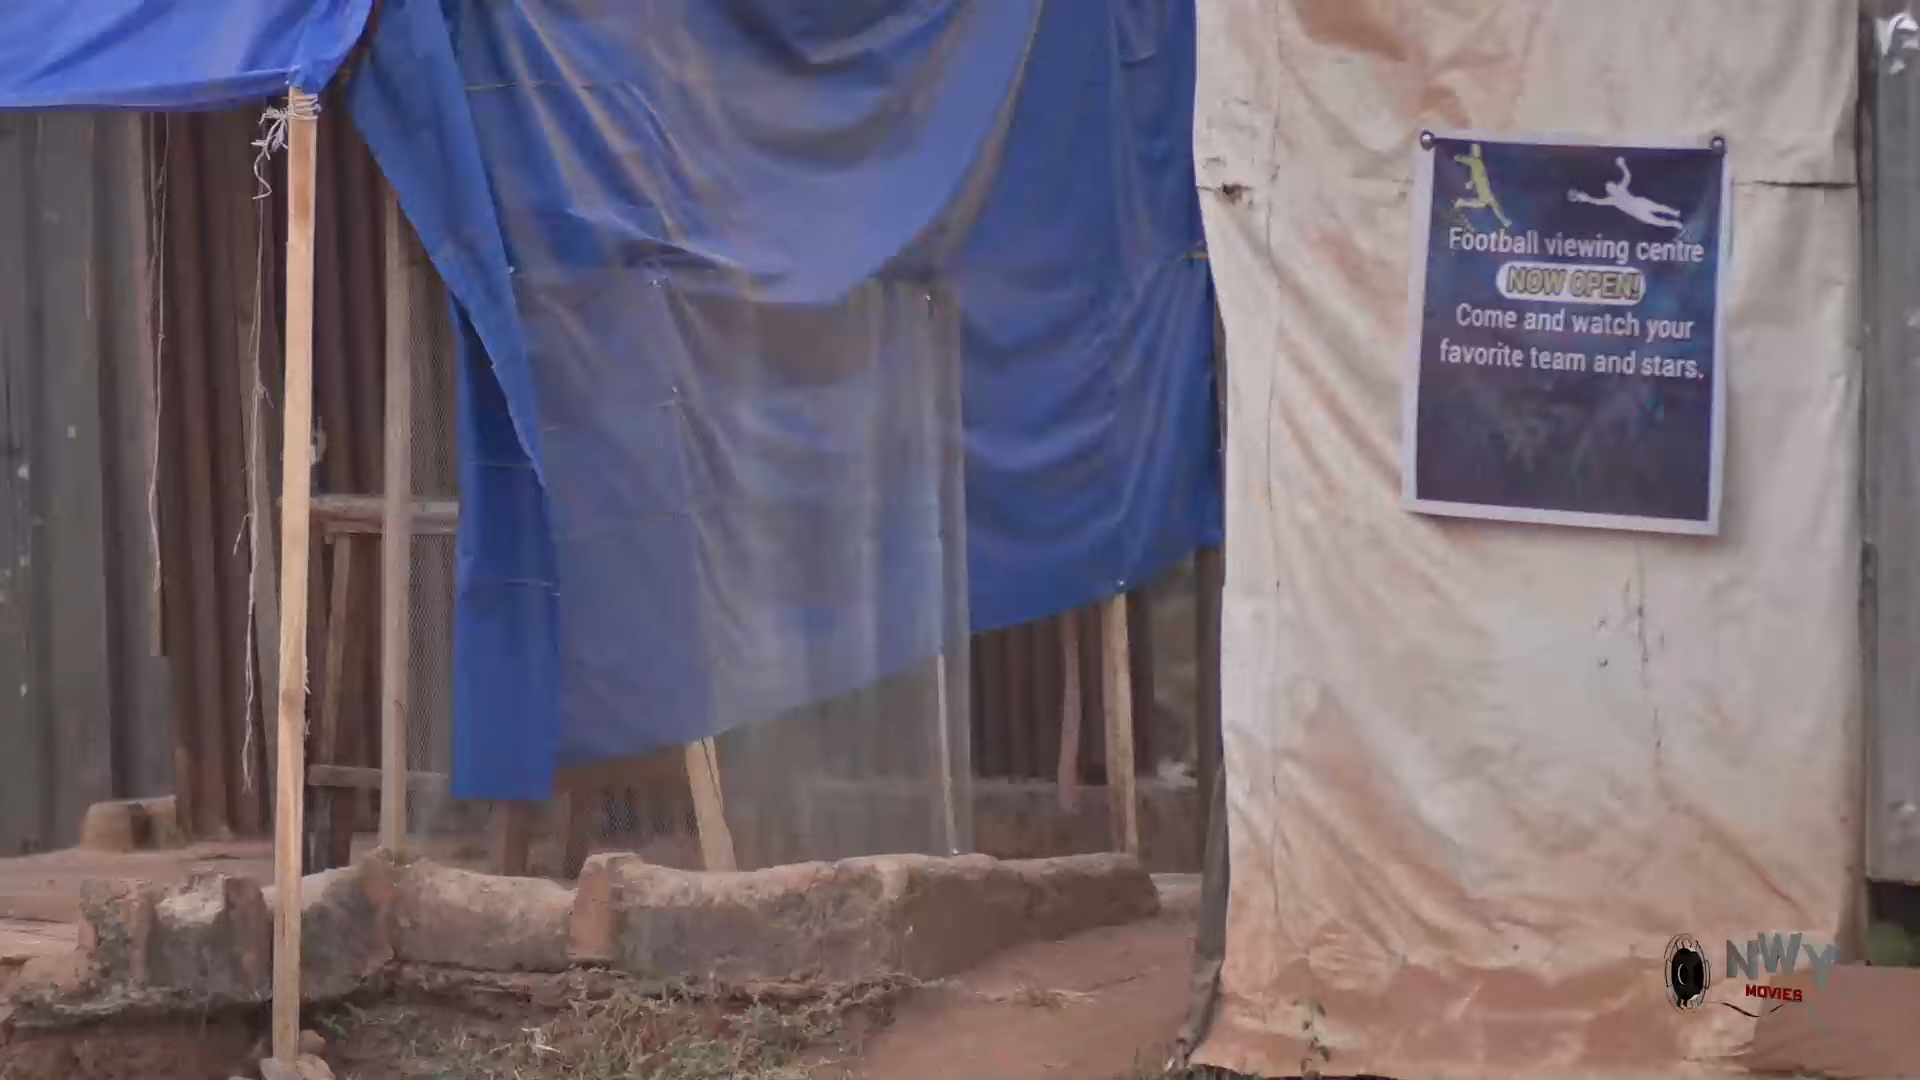 Football viewing centre
NOW OPEN!
Come and watch your
favorite team and stars.
NWY
MOVIES